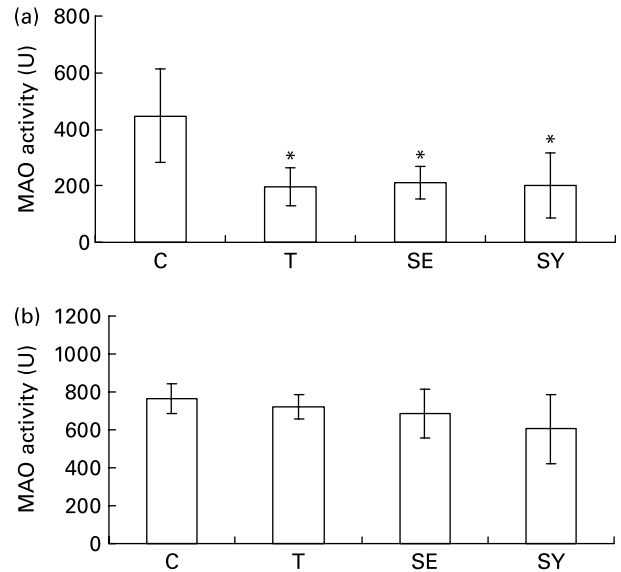 (a)
800
600
400
200
0
MAO activity (U)
* * *
C T SE SY
(b)
1200
1000
800
600
400
200
0
MAO activity (U)
C T SE SY